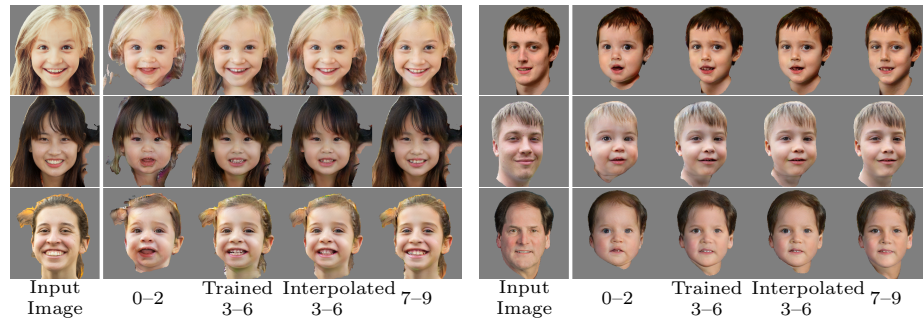 Input Image
0–2
Trained 3–6
Interpolated 3–6
7–9
Input Image
0–2
Trained 3–6
Interpolated 3–6
7–9